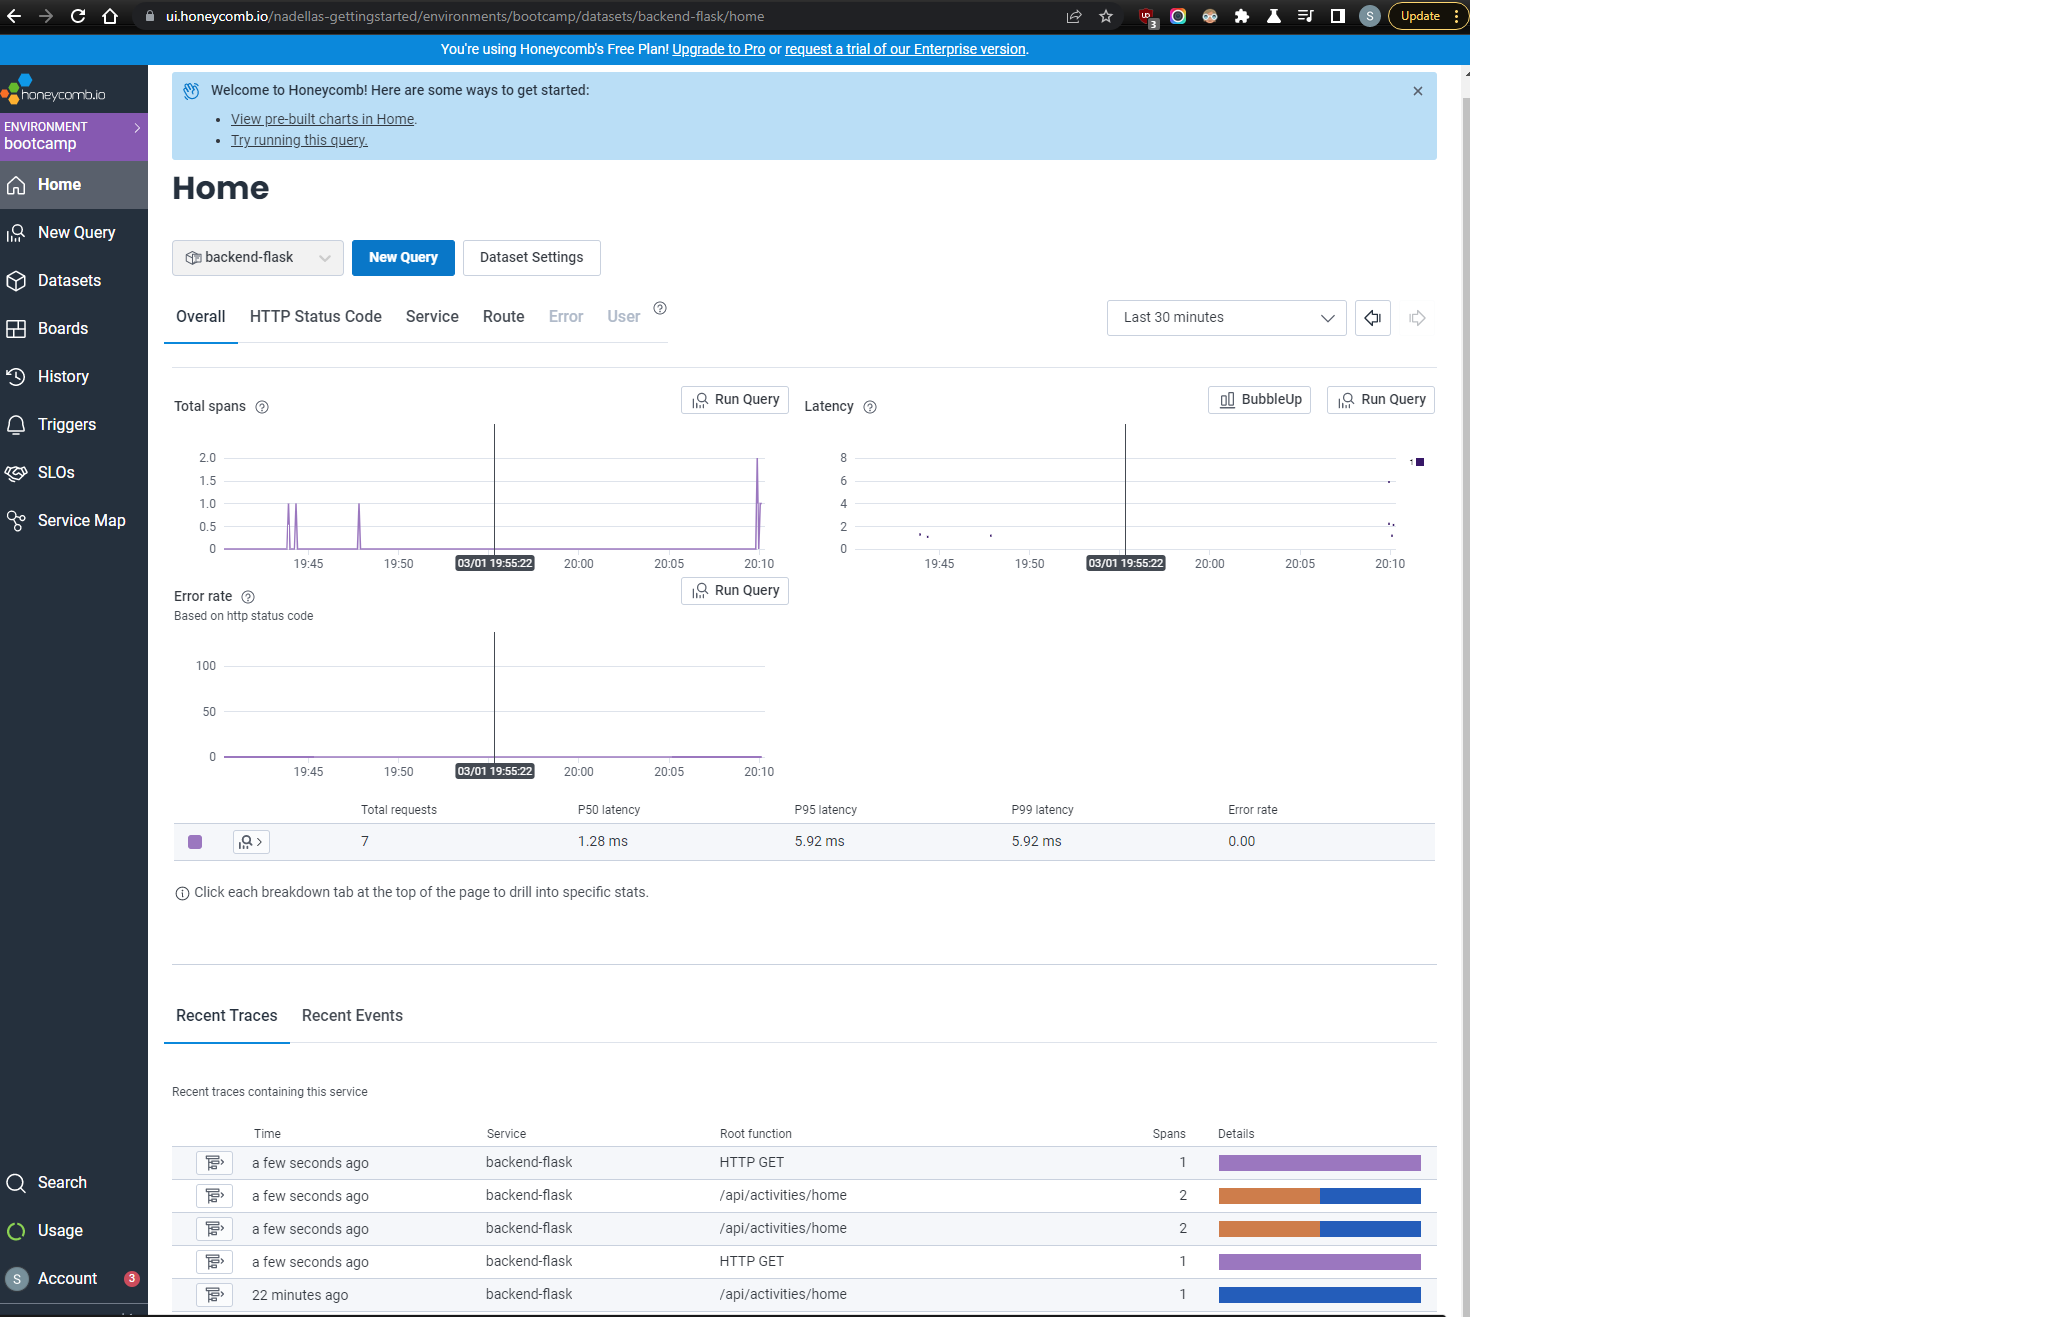 ui.honeycomb.io/nadellas-gettingstarted/environments/bootcamp/datasets/backend-flask/home
3
S
Update
You're using Honeycomb's Free Plan! Upgrade to Pro or request a trial of our Enterprise version.
honeycomb.io
ENVIRONMENT
bootcamp
Home
New Query
Datasets
Boards
History
Triggers
SLOs
Service Map
Search
Usage
S Account 3
Welcome to Honeycomb! Here are some ways to get started:
• View pre-built charts in Home.
• Try running this query.
Home
backend-flask New Query Dataset Settings
Overall HTTP Status Code Service Route Error User
Last 30 minutes
Total spans Run Query
2.0
1.5
1.0
0.5
0
19:45 19:50 03/01 19:55:22 20:00 20:05 20:10
Latency BubbleUp Run Query
8
6
4
2
0
1
19:45 19:50 03/01 19:55:22 20:00 20:05 20:10
Error rate Run Query
Based on http status code
100
50
0
19:45 19:50 03/01 19:55:22 20:00 20:05 20:10
Total requests P50 latency P95 latency P99 latency Error rate
7 1.28 ms 5.92 ms 5.92 ms 0.00
Click each breakdown tab at the top of the page to drill into specific stats.
Recent Traces Recent Events
Recent traces containing this service
Time Service Root function Spans Details
a few seconds ago backend-flask HTTP GET 1
a few seconds ago backend-flask /api/activities/home 2
a few seconds ago backend-flask /api/activities/home 2
a few seconds ago backend-flask HTTP GET 1
22 minutes ago backend-flask /api/activities/home 1